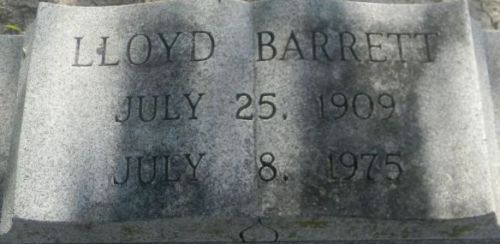 LLOYD BARRETT
JULY 25, 1909
JULY 8, 1975